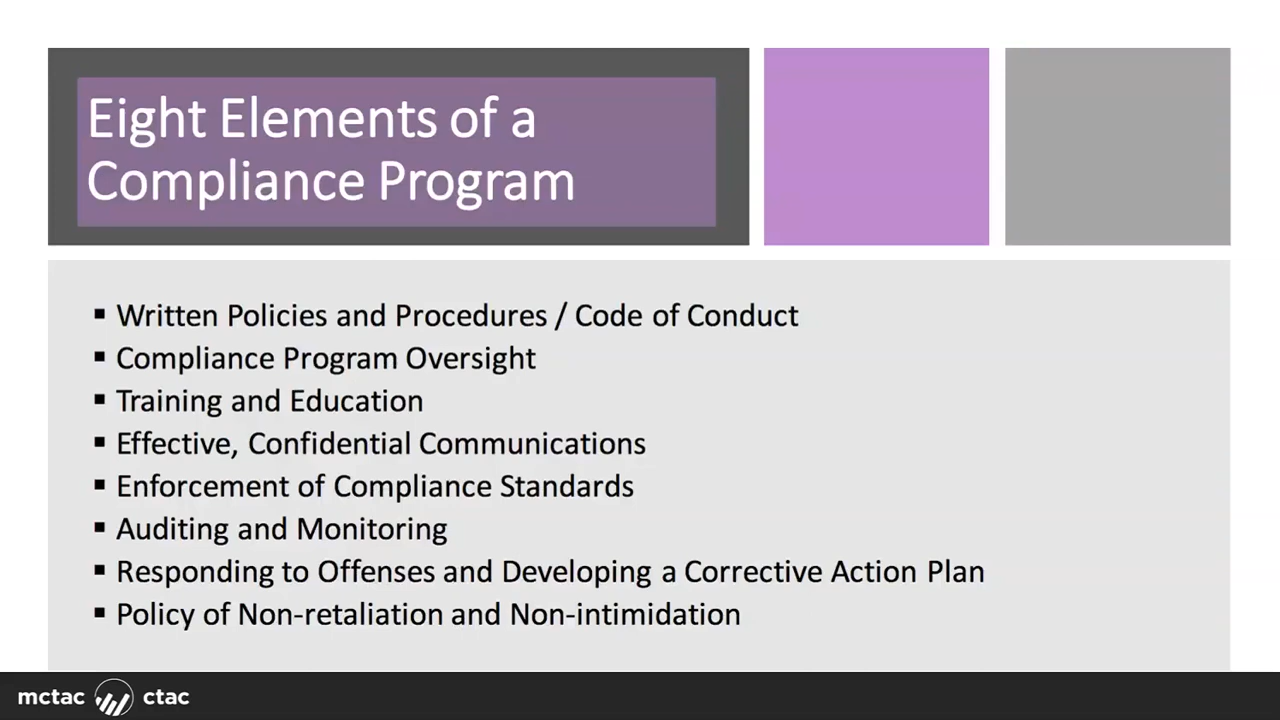 Eight Elements of a
Compliance Program
▪ Written Policies and Procedures / Code of Conduct
▪ Compliance Program Oversight
▪ Training and Education
▪ Effective, Confidential Communications
▪ Enforcement of Compliance Standards
▪ Auditing and Monitoring
▪ Responding to Offenses and Developing a Corrective Action Plan
▪ Policy of Non-retaliation and Non-intimidation
mctac ctac